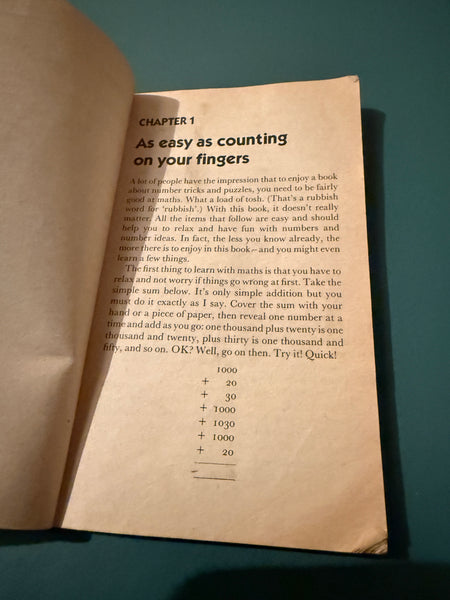 CHAPTER 1
As easy as counting
on your fingers
A lot of people have the impression that to enjoy a book
about number tricks and puzzles, you need to be fairly
good at maths. What a load of tosh. (That's a rubbish
word for 'rubbish'.) With this book, it doesn't really
matter. All the items that follow are easy and should
help you to relax and have fun with numbers and
number ideas. In fact, the less you know already, the
more there is to enjoy in this book – and you might even
learn a few things.
The first thing to learn with maths is that you have to
relax and not worry if things go wrong at first. Take the
simple sum below. It's only simple addition but you
must do it exactly as I say. Cover the sum with your
hand or a piece of paper, then reveal one number at a
time and add as you go: one thousand plus twenty is one
thousand and twenty, plus thirty is one thousand and
fifty, and so on. OK? Well, go on then. Try it! Quick!
1000
+ 20
+ 30
+ 1000
+ 1030
+ 1000
+ 20